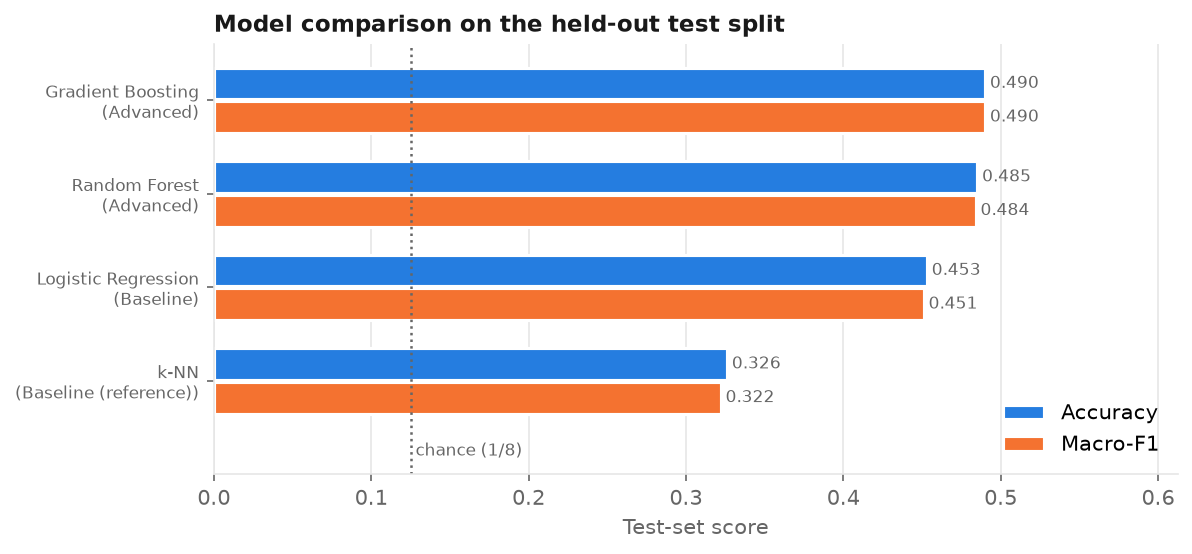 Model comparison on the held-out test split
Gradient Boosting
(Advanced)
0.490
0.490
Random Forest
(Advanced)
0.485
0.484
Logistic Regression
(Baseline)
0.453
0.451
k-NN
(Baseline (reference))
0.326
0.322
chance (1/8)
Accuracy
Macro-F1
0.0 0.1 0.2 0.3 0.4 0.5 0.6
Test-set score